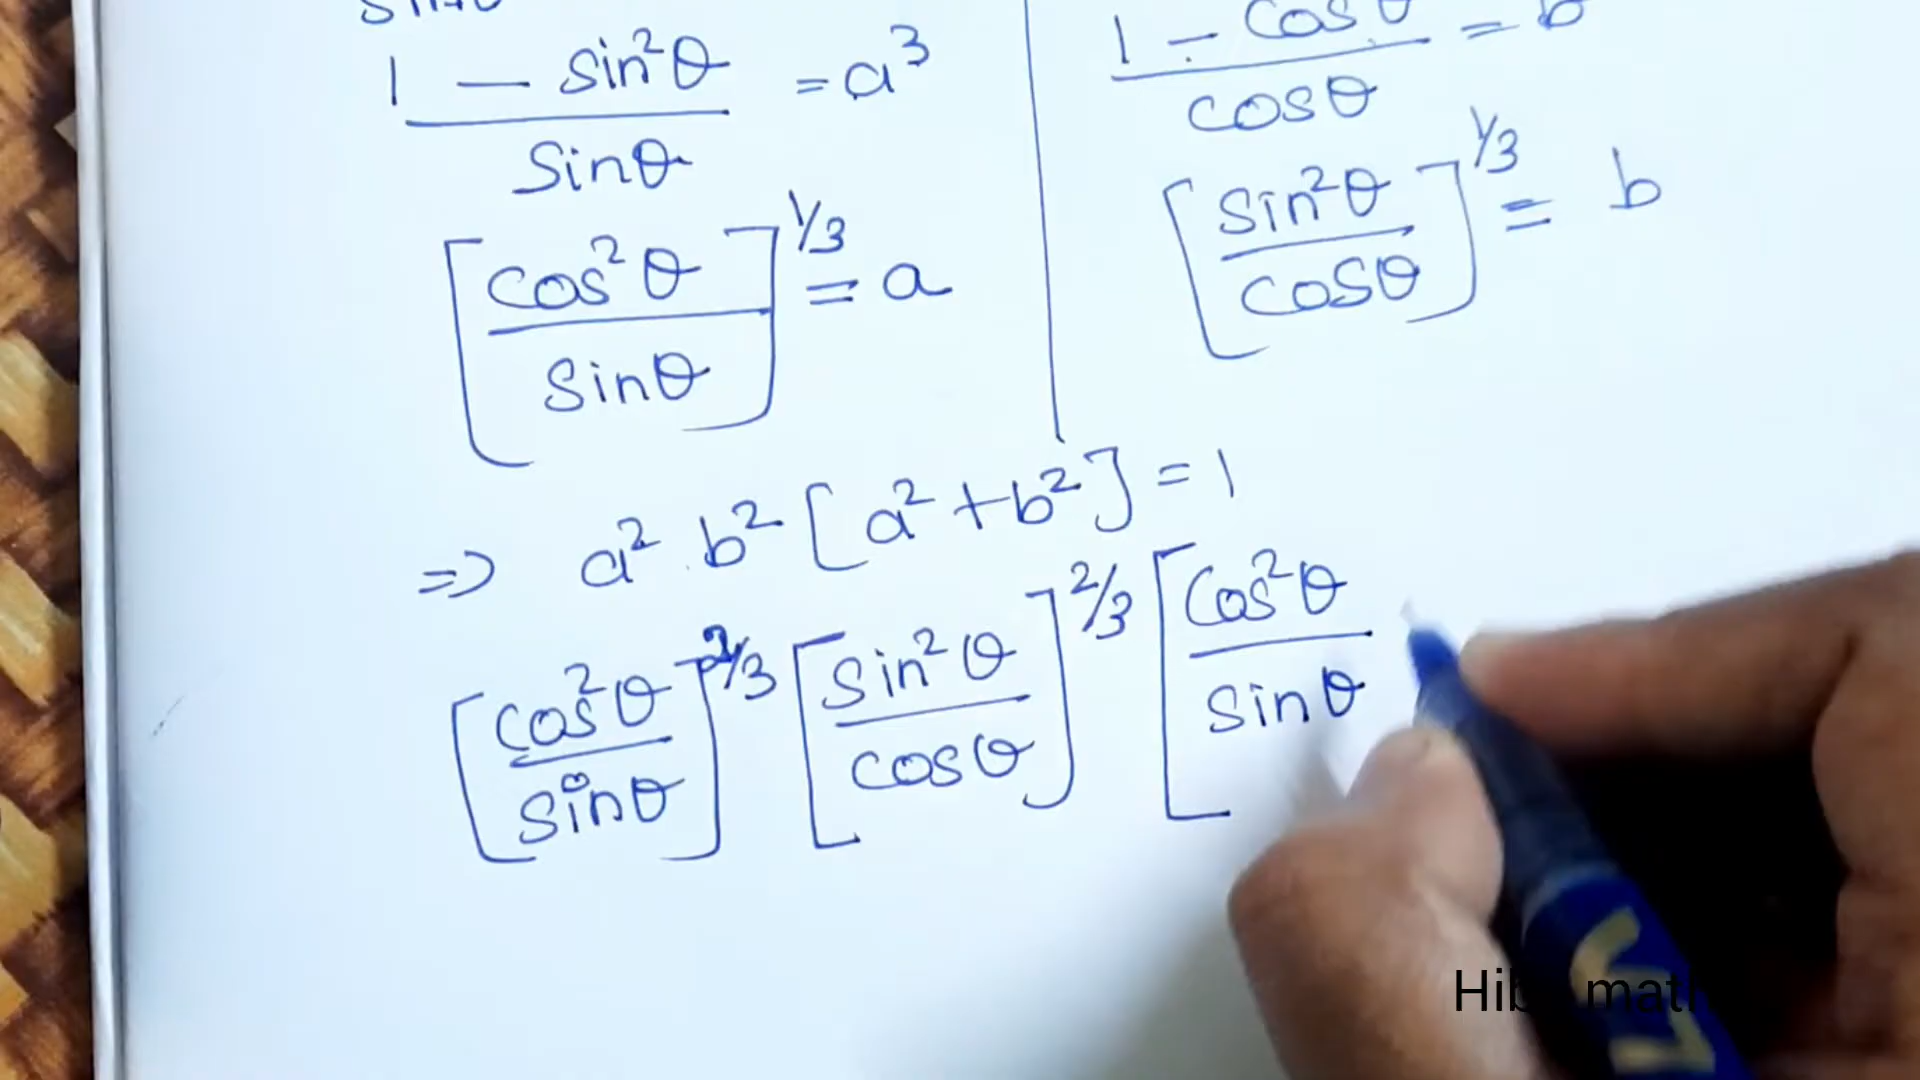 1 - sin²θ / sinθ = a³
[cos²θ / sinθ]^1/3 = a
1 - cos θ / cosθ = b
[sin²θ / cosθ]^1/3 = b
=> a² . b² [a² + b²] = 1
[cos²θ / sinθ]^2/3 [sin²θ / cosθ]^2/3 [cos²θ / sinθ